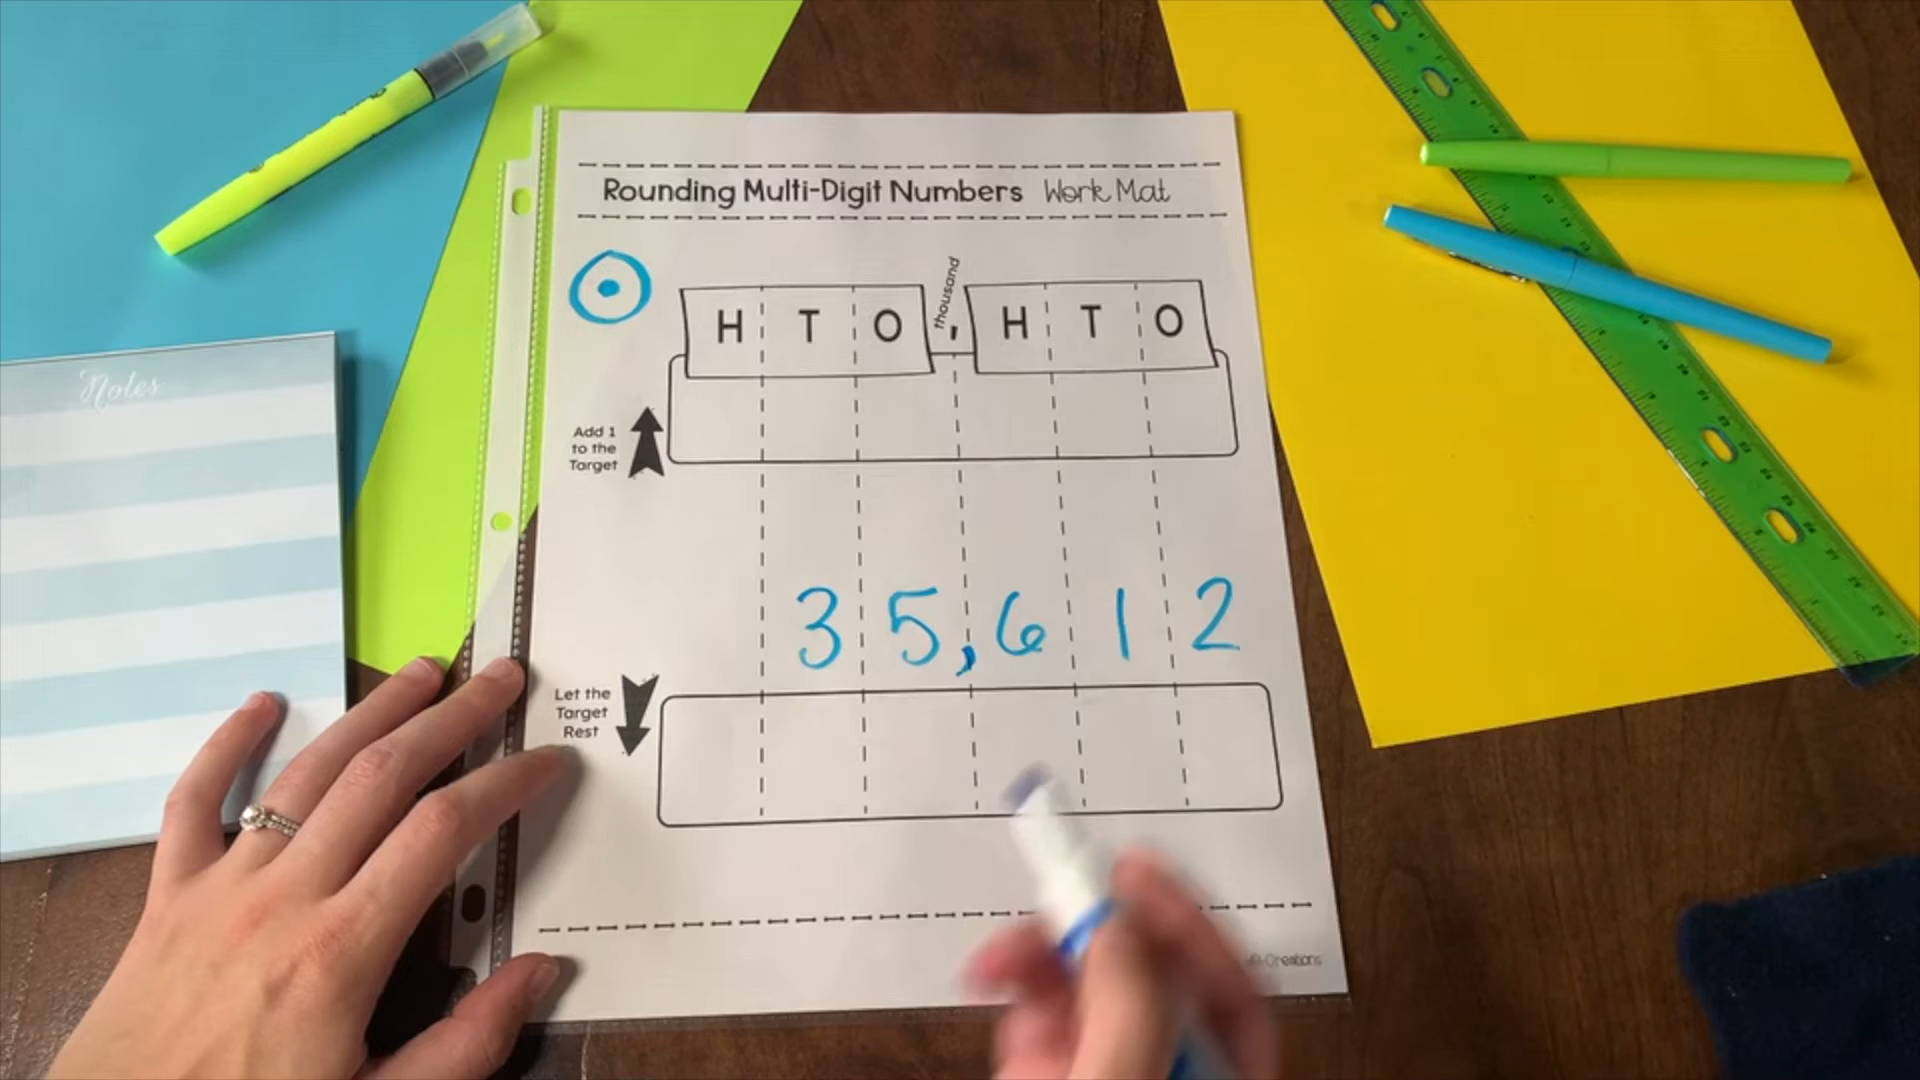 Rounding Multi-Digit Numbers Work Mat
H T O , H T O
thousand
Add 1
to the
Target
35,612
Let the
Target
Rest
Notes